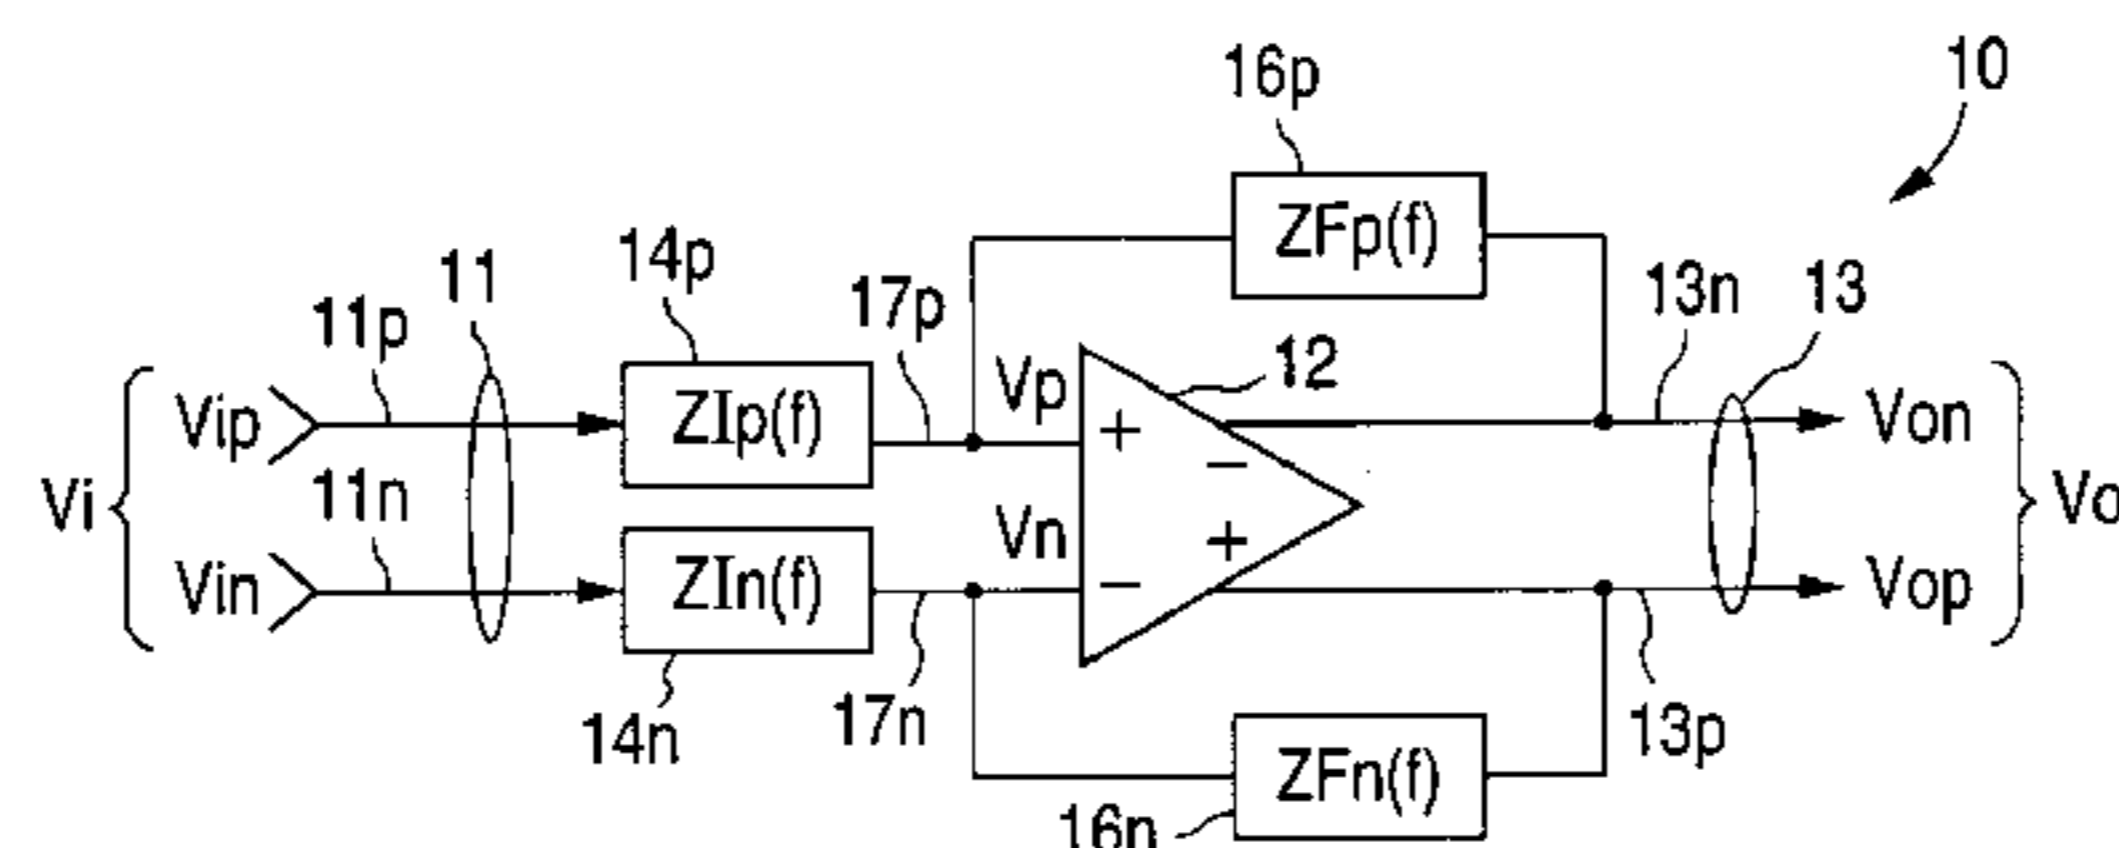 10
16p
ZFp(f)
14p
11
11p
17p
13n
13
Vp
12
Vip
ZIp(f)
+
−
Von
11n
Vi
Vn
Vo
Vin
ZIn(f)
−
+
Vop
14n
17n
13p
ZFn(f)
16n